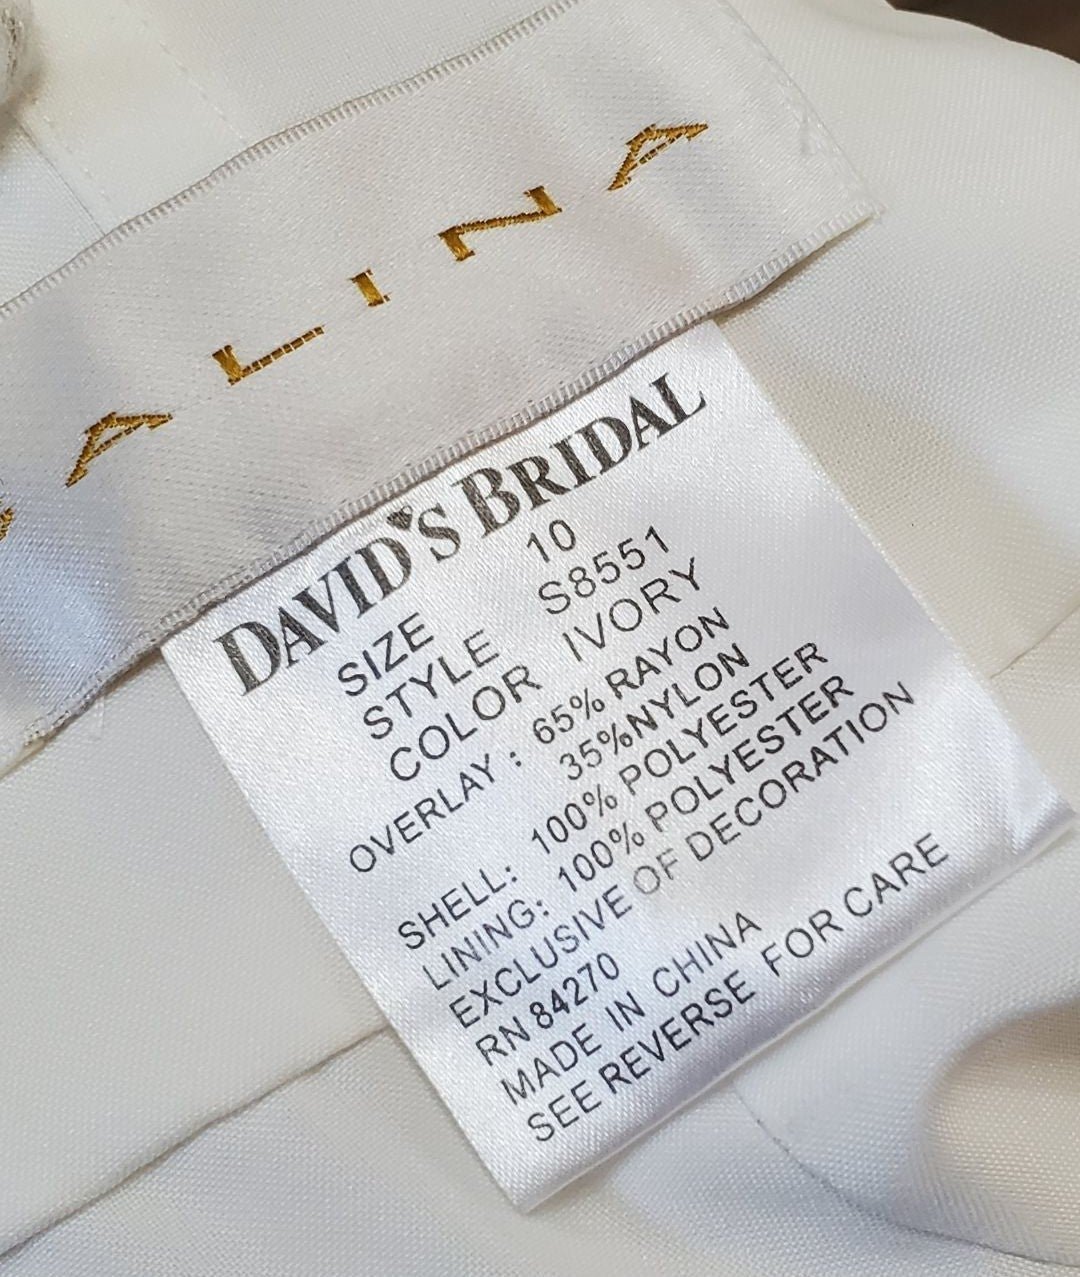 ALINA
DAVID'S BRIDAL
SIZE 10
STYLE S8551
COLOR IVORY
OVERLAY : 65% RAYON
35%NYLON
SHELL: 100% POLYESTER
LINING: 100% POLYESTER
EXCLUSIVE OF DECORATION
RN 84270
MADE IN CHINA
SEE REVERSE FOR CARE